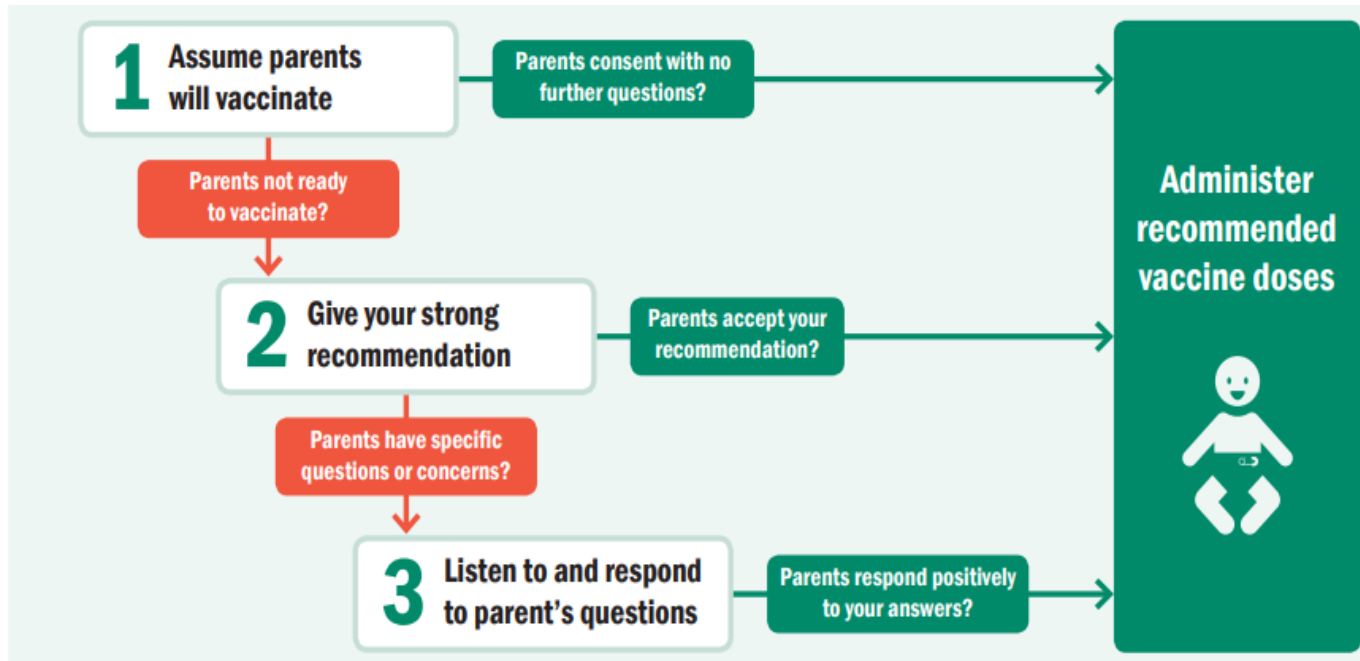 1
Assume parents
will vaccinate
Parents consent with no
further questions?
Parents not ready
to vaccinate?
2
Give your strong
recommendation
Parents accept your
recommendation?
Parents have specific
questions or concerns?
3
Listen to and respond
to parent’s questions
Parents respond positively
to your answers?
Administer
recommended
vaccine doses